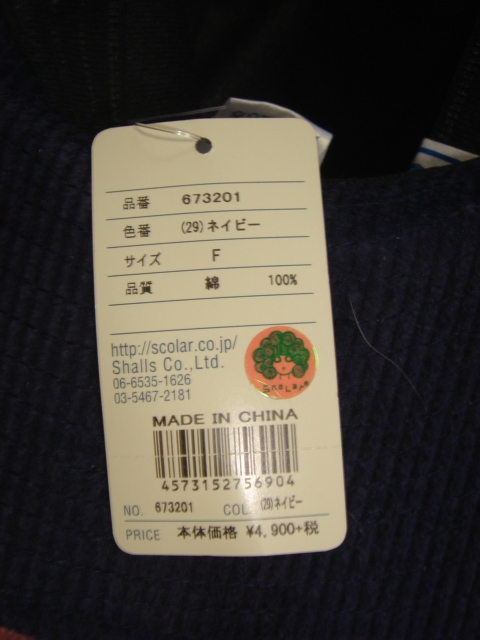 品番 673201
色番 (29)ネイビー
サイズ F
品質 綿 100%
http://scolar.co.jp/
Shalls Co.,Ltd.
06-6535-1626
03-5467-2181
ScoLar
MADE IN CHINA
4573152756904
NO. 673201 COL (29)ネイビー
PRICE 本体価格 ¥4,900+税